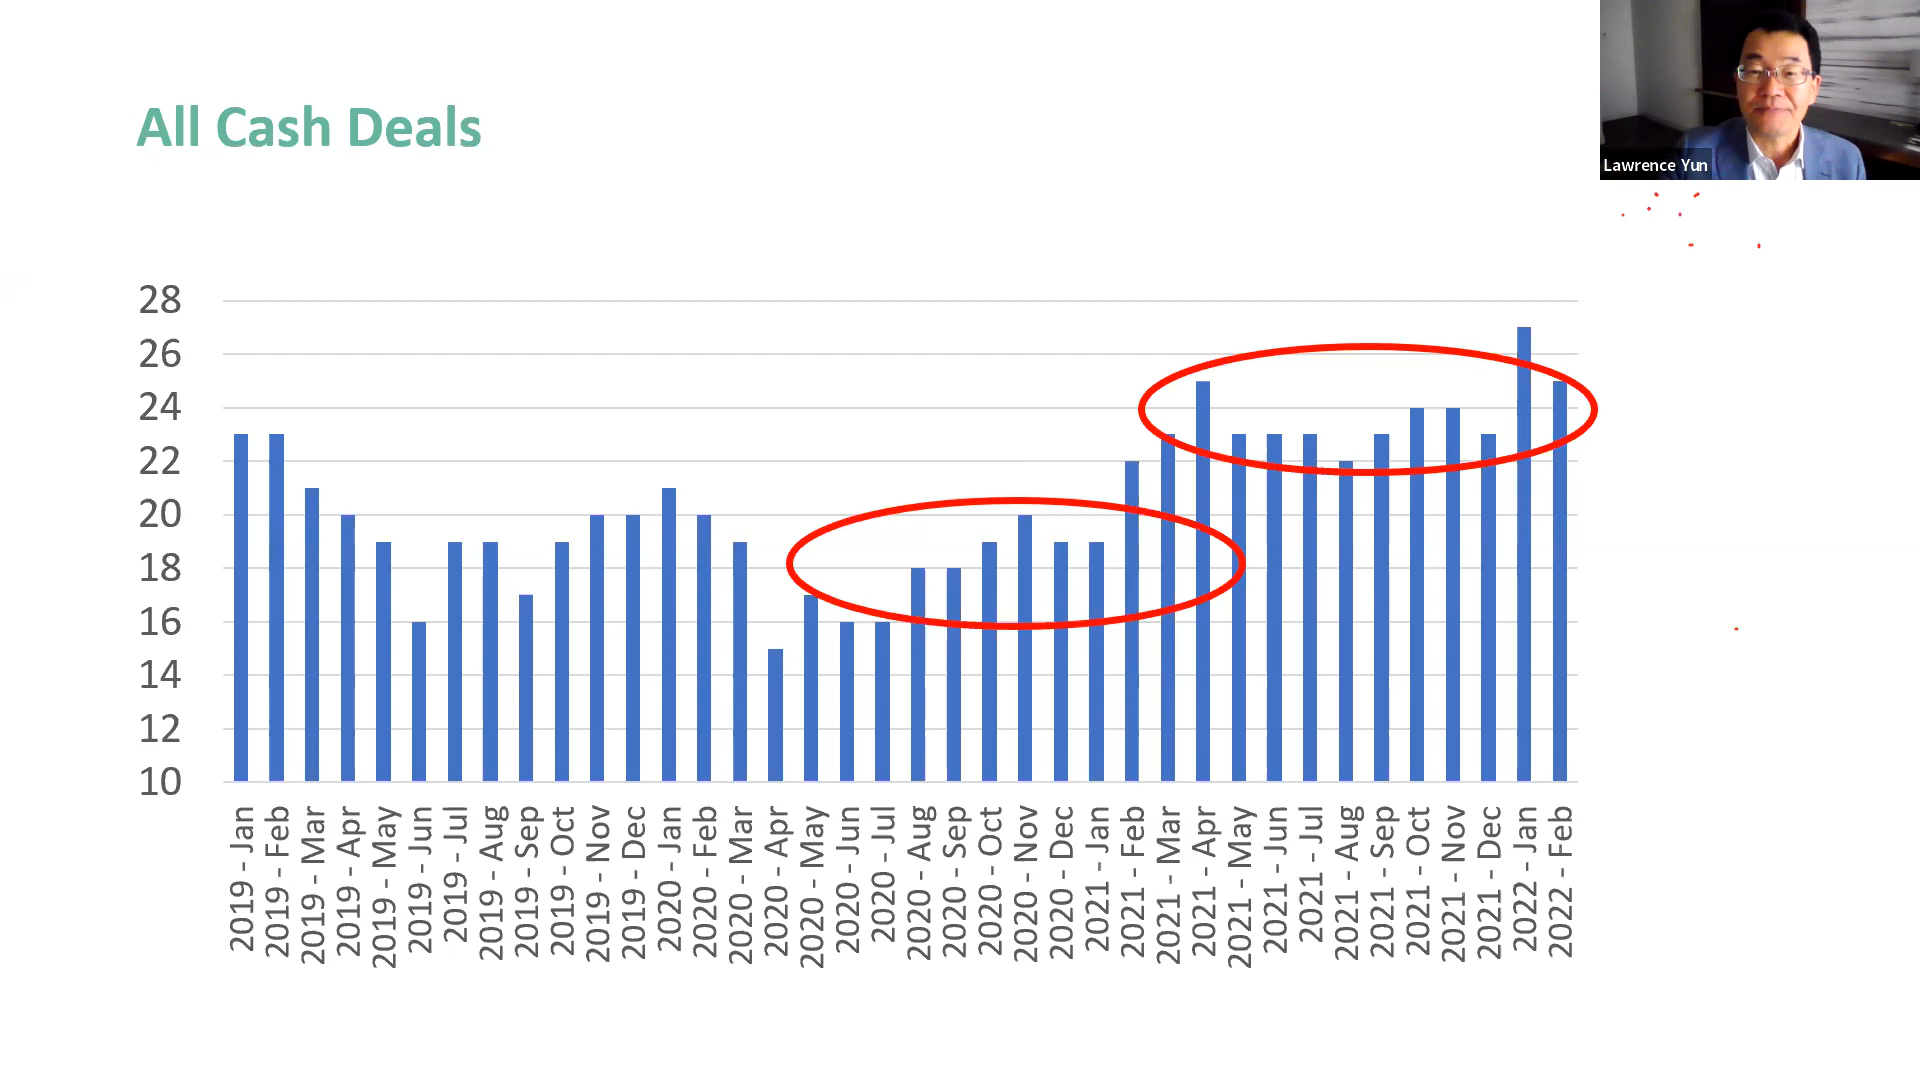 All Cash Deals
Lawrence Yun
28
26
24
22
20
18
16
14
12
10
2019 - Jan
2019 - Feb
2019 - Mar
2019 - Apr
2019 - May
2019 - Jun
2019 - Jul
2019 - Aug
2019 - Sep
2019 - Oct
2019 - Nov
2019 - Dec
2020 - Jan
2020 - Feb
2020 - Mar
2020 - Apr
2020 - May
2020 - Jun
2020 - Jul
2020 - Aug
2020 - Sep
2020 - Oct
2020 - Nov
2020 - Dec
2021 - Jan
2021 - Feb
2021 - Mar
2021 - Apr
2021 - May
2021 - Jun
2021 - Jul
2021 - Aug
2021 - Sep
2021 - Oct
2021 - Nov
2021 - Dec
2022 - Jan
2022 - Feb